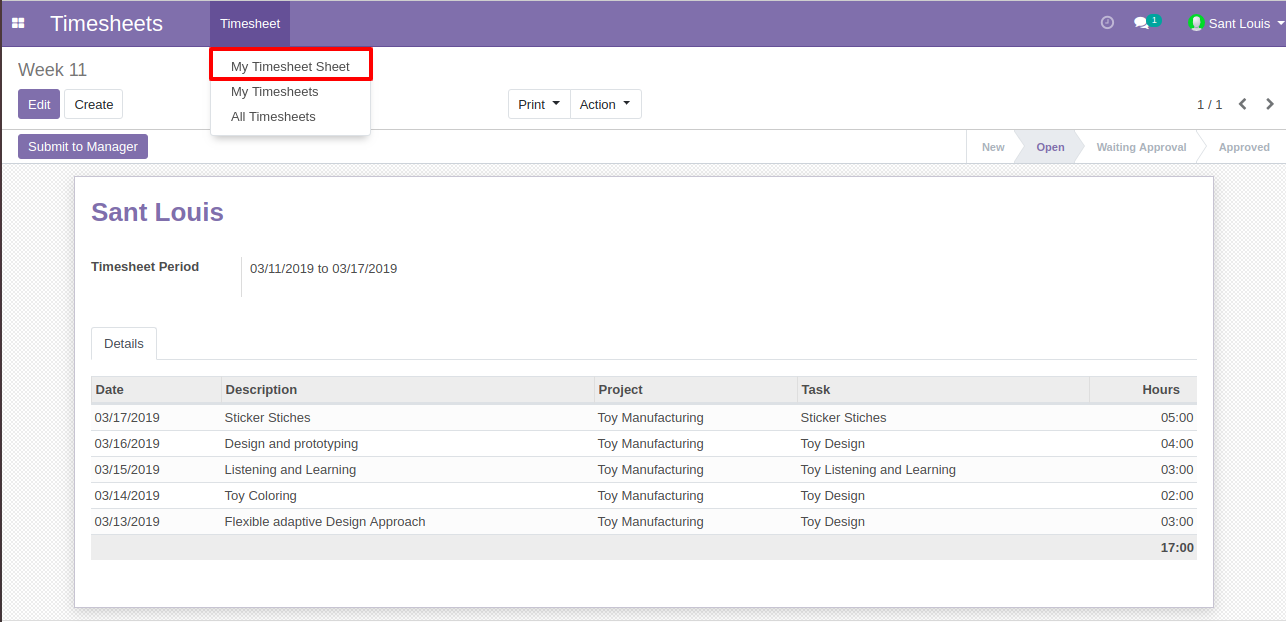 Timesheets Timesheet 1 Sant Louis
My Timesheet Sheet
My Timesheets
All Timesheets
Week 11
Edit Create Print Action 1 / 1
Submit to Manager New Open Waiting Approval Approved
Sant Louis
Timesheet Period 03/11/2019 to 03/17/2019
Details
Date Description Project Task Hours
03/17/2019 Sticker Stiches Toy Manufacturing Sticker Stiches 05:00
03/16/2019 Design and prototyping Toy Manufacturing Toy Design 04:00
03/15/2019 Listening and Learning Toy Manufacturing Toy Listening and Learning 03:00
03/14/2019 Toy Coloring Toy Manufacturing Toy Design 02:00
03/13/2019 Flexible adaptive Design Approach Toy Manufacturing Toy Design 03:00
17:00